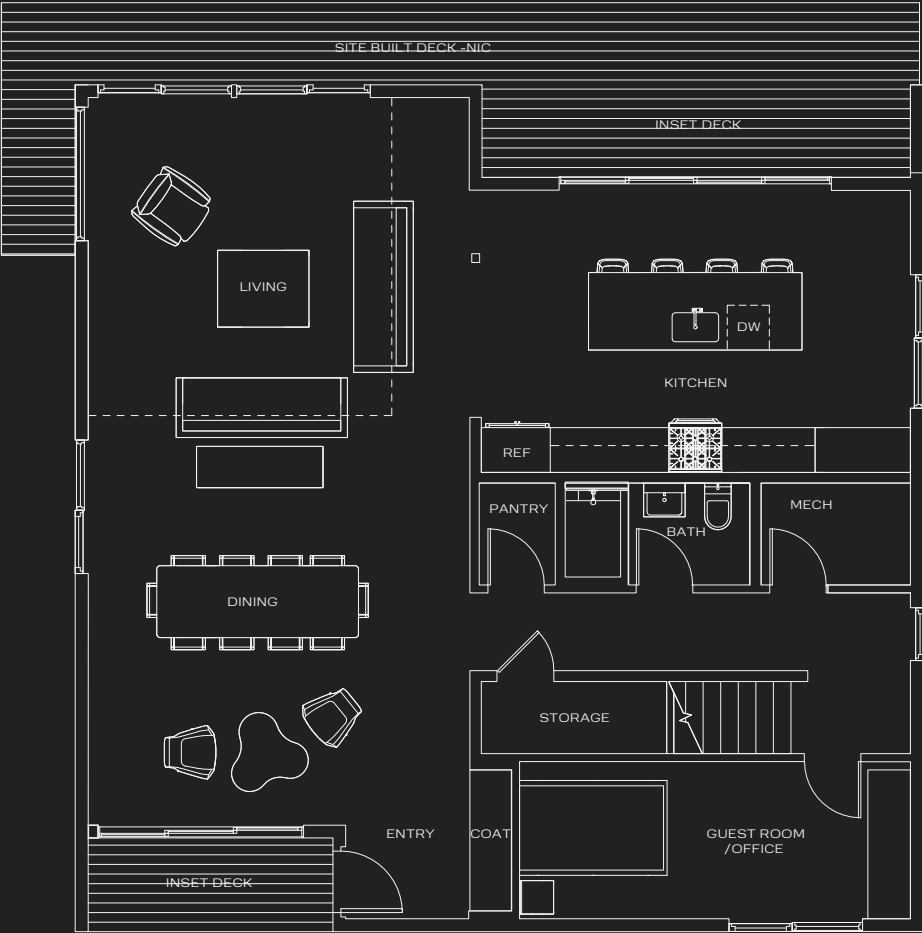 SITE BUILT DECK -NIC
INSET DECK
LIVING
DW
KITCHEN
REF
PANTRY
MECH
BATH
DINING
STORAGE
ENTRY
COAT
GUEST ROOM
/OFFICE
INSET DECK